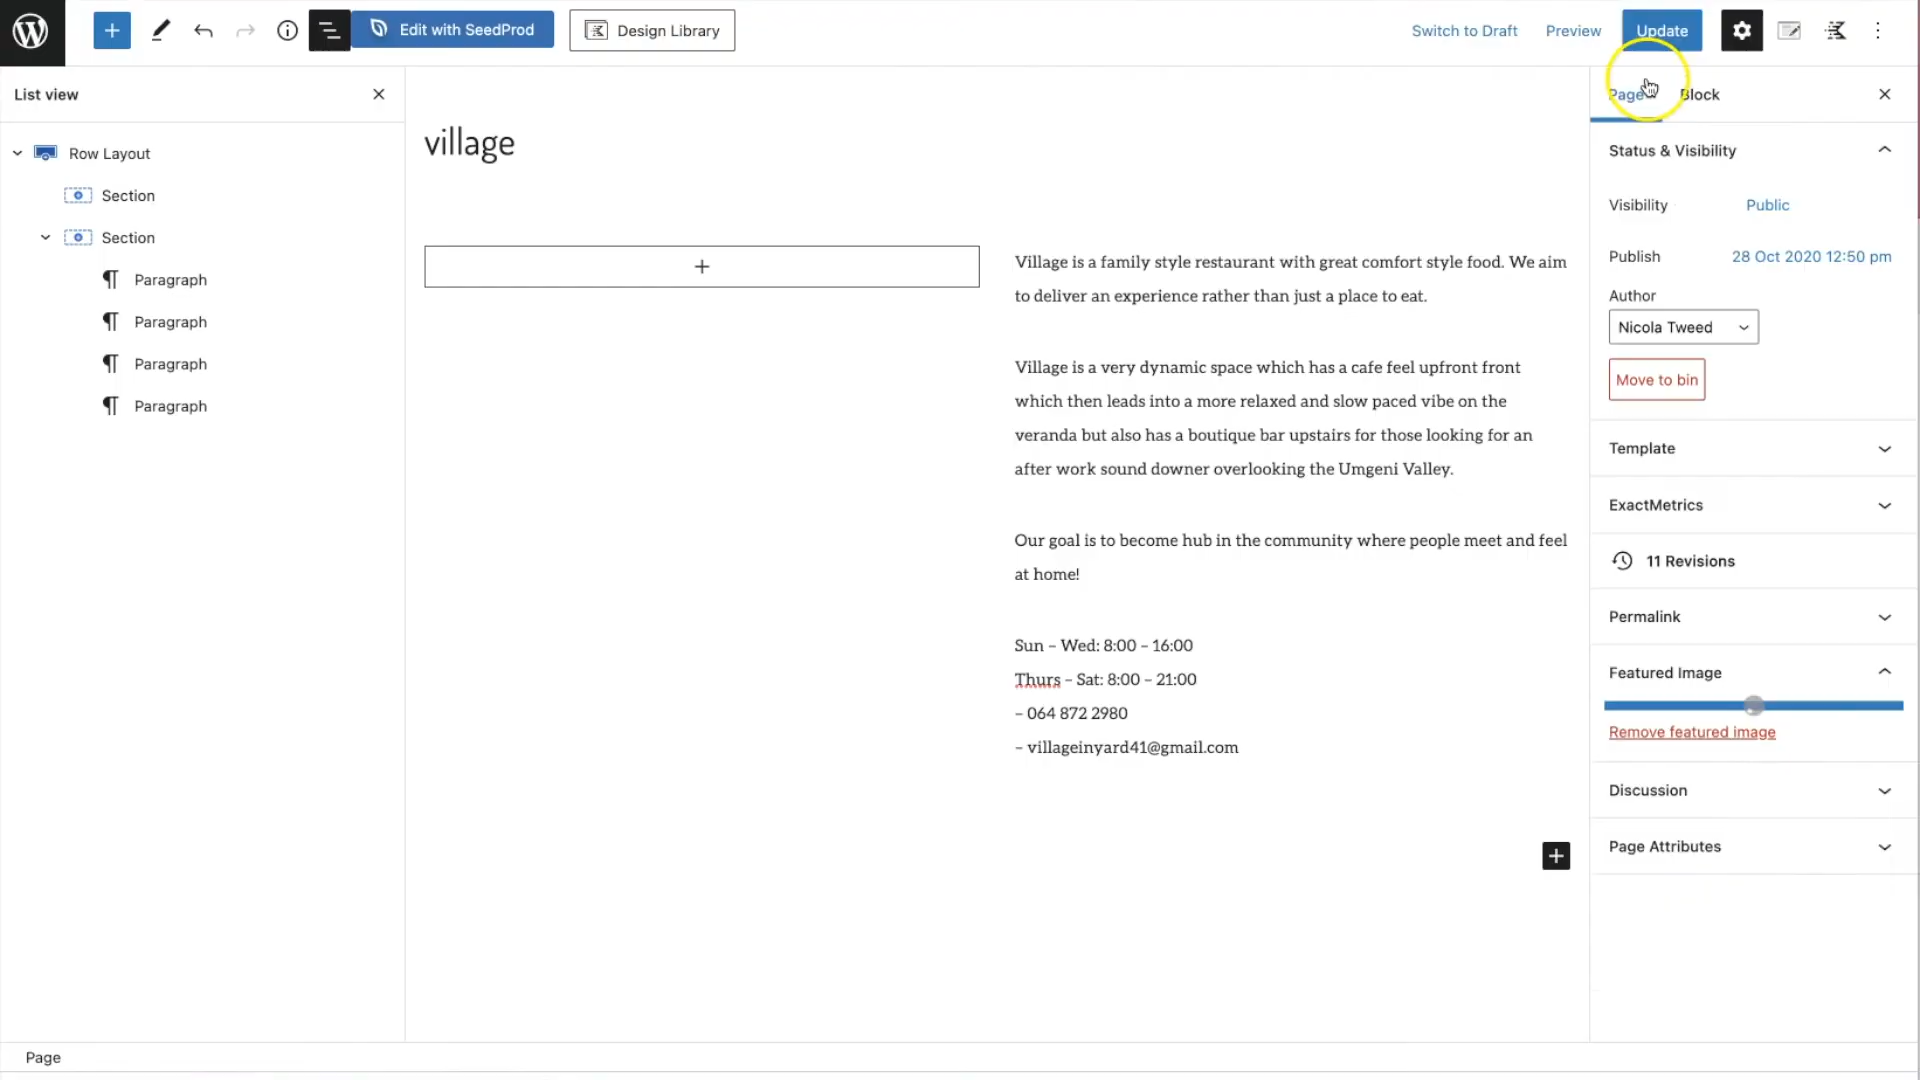 Edit with SeedProd
Design Library
Switch to Draft
Preview
Update
List view
Row Layout
Section
Section
Paragraph
Paragraph
Paragraph
Paragraph
village
Village is a family style restaurant with great comfort style food. We aim
to deliver an experience rather than just a place to eat.
Village is a very dynamic space which has a cafe feel upfront front
which then leads into a more relaxed and slow paced vibe on the
veranda but also has a boutique bar upstairs for those looking for an
after work sound downer overlooking the Umgeni Valley.
Our goal is to become hub in the community where people meet and feel
at home!
Sun – Wed: 8:00 – 16:00
Thurs – Sat: 8:00 – 21:00
– 064 872 2980
– villageinyard41@gmail.com
Page
Block
Status & Visibility
Visibility
Public
Publish
28 Oct 2020 12:50 pm
Author
Nicola Tweed
Move to bin
Template
ExactMetrics
11 Revisions
Permalink
Featured Image
Remove featured image
Discussion
Page Attributes
Page